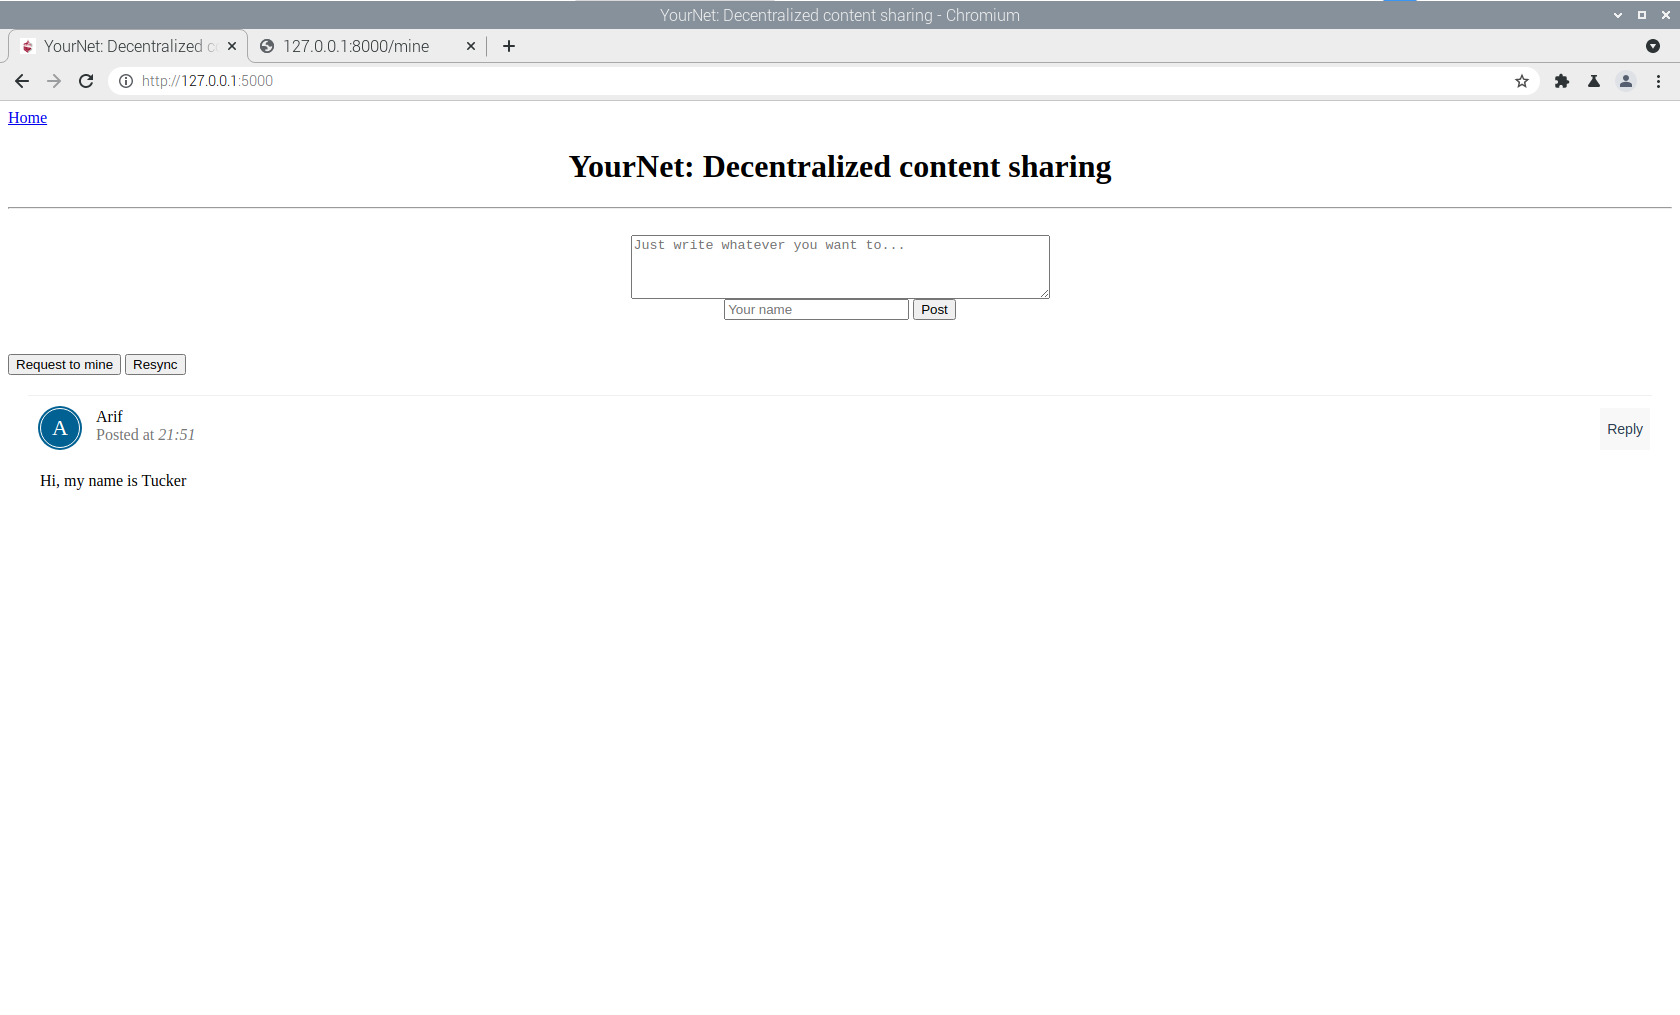 YourNet: Decentralized content sharing - Chromium
YourNet: Decentralized co
127.0.0.1:8000/mine
http://127.0.0.1:5000
Home
YourNet: Decentralized content sharing
Just write whatever you want to...
Your name Post
Request to mine Resync
A Arif
Posted at 21:51
Reply
Hi, my name is Tucker